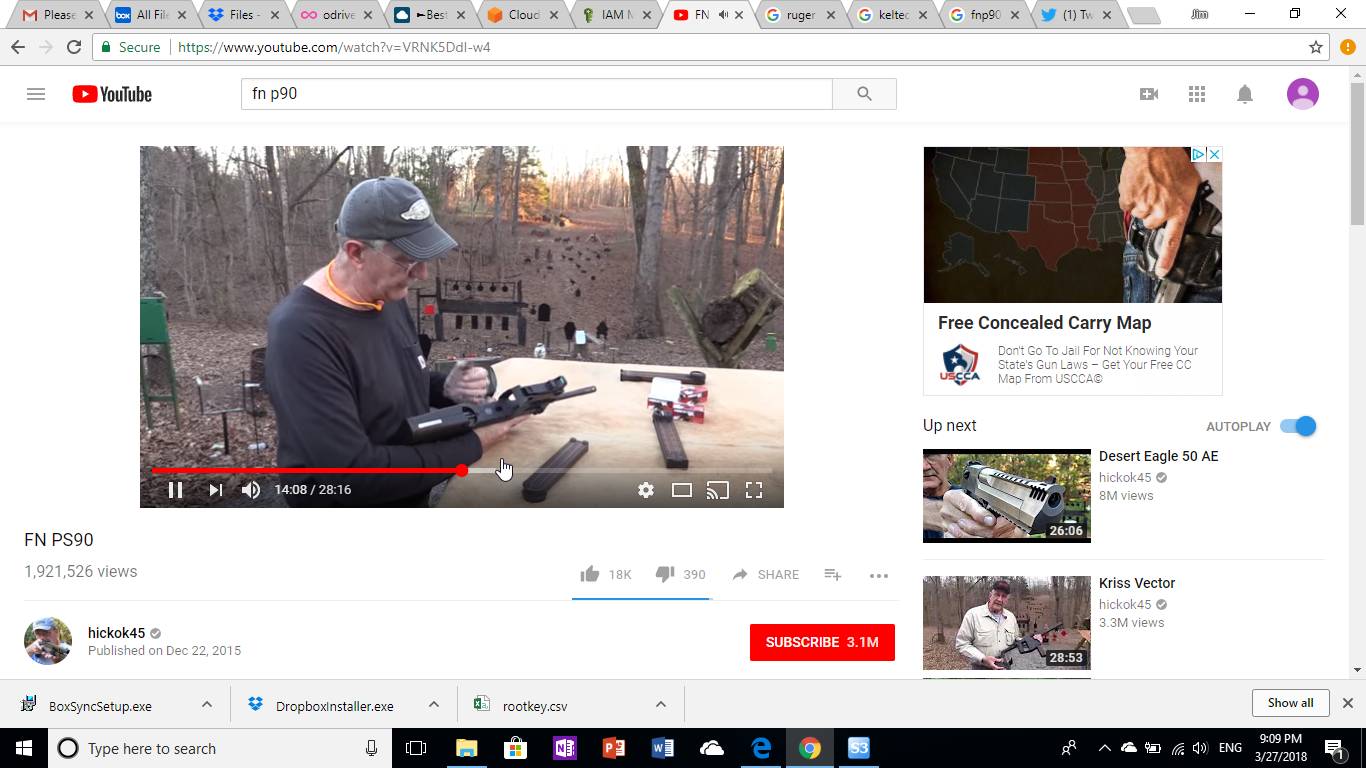 Please
All File
Files -
odrive
►Best
Cloud
IAM M
FN
ruger
keltec
fnp90
(1) Tw
Jim
Secure
https://www.youtube.com/watch?v=VRNK5DdI-w4
YouTube
fn p90
14:08 / 28:16
FN PS90
1,921,526 views
18K
390
SHARE
hickok45
Published on Dec 22, 2015
SUBSCRIBE 3.1M
Free Concealed Carry Map
USCCA
Don't Go To Jail For Not Knowing Your
State's Gun Laws – Get Your Free CC
Map From USCCA©
Up next
AUTOPLAY
Desert Eagle 50 AE
hickok45
8M views
26:06
Kriss Vector
hickok45
3.3M views
28:53
BoxSyncSetup.exe
DropboxInstaller.exe
rootkey.csv
Show all
Type here to search
ENG
9:09 PM
3/27/2018
1